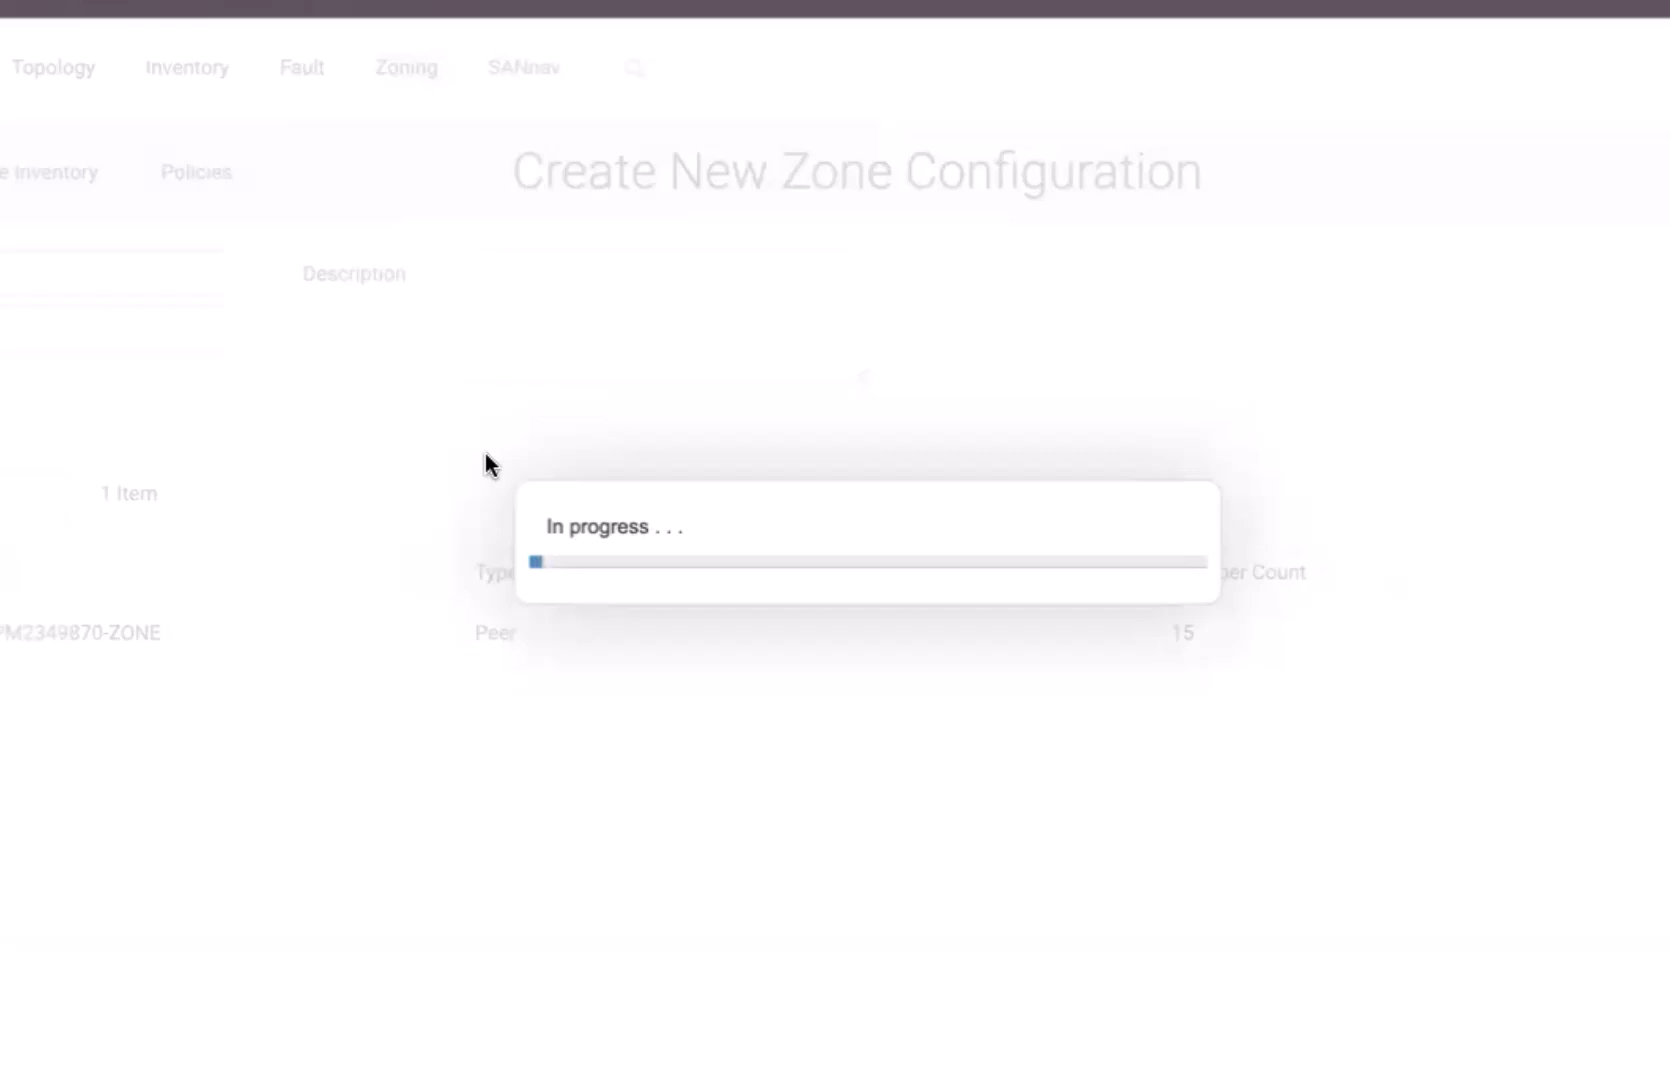 Topology Inventory Fault Zoning SANnav
e Inventory Policies Create New Zone Configuration
Description
1 Item
In progress . . .
Type per Count
PM2349870-ZONE Peer 15